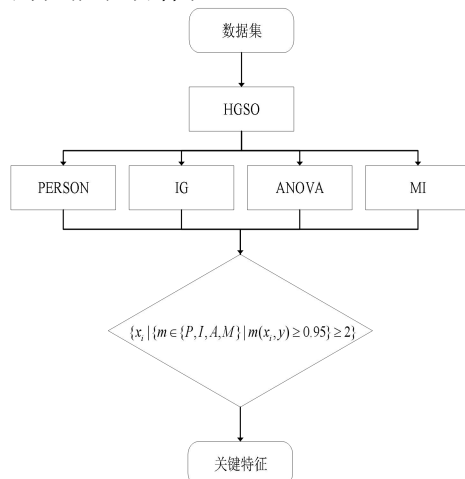 数据集
HGSO
PERSON IG ANOVA MI
{x_i | {m∈{P,I,A,M} | m(x_i,y)≥0.95}≥2}
关键特征